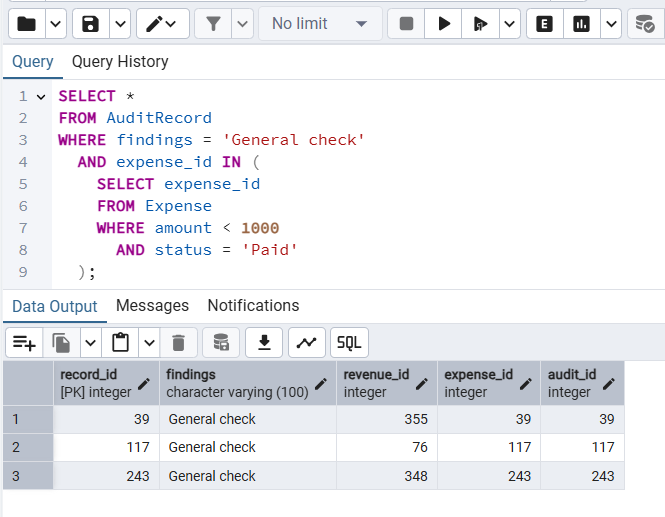 No limit
E
Query Query History
1 SELECT *
2 FROM AuditRecord
3 WHERE findings = 'General check'
4 AND expense_id IN (
5 SELECT expense_id
6 FROM Expense
7 WHERE amount < 1000
8 AND status = 'Paid'
9 );
Data Output Messages Notifications
SQL
record_id findings revenue_id expense_id audit_id
[PK] integer character varying (100) integer integer integer
1 39 General check 355 39 39
2 117 General check 76 117 117
3 243 General check 348 243 243